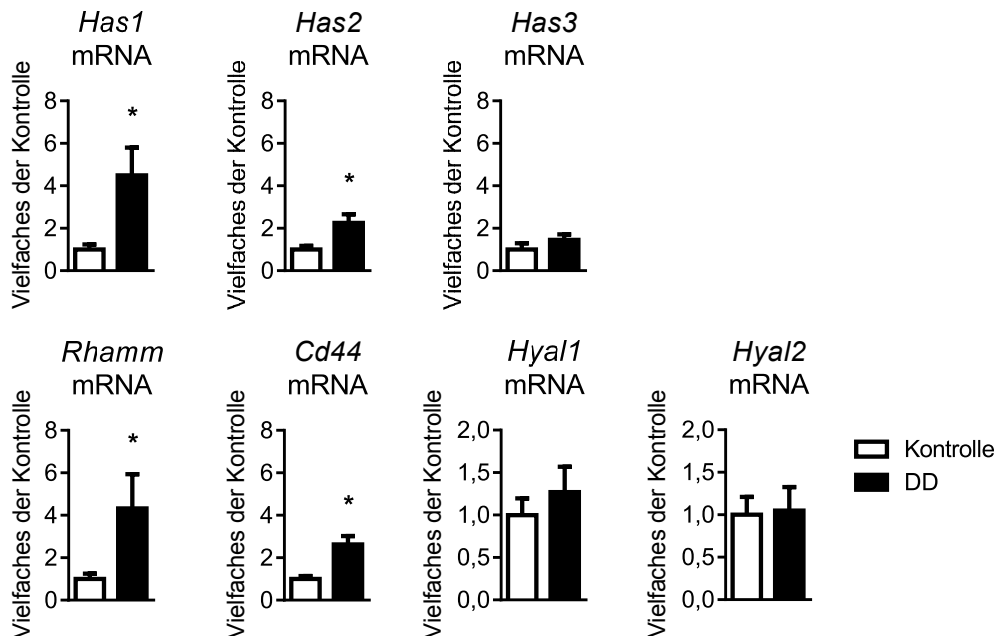 Has1
mRNA
Vielfaches der Kontrolle
8
6
4
2
0
*
Has2
mRNA
Vielfaches der Kontrolle
8
6
4
2
0
*
Has3
mRNA
Vielfaches der Kontrolle
8
6
4
2
0
Rhamm
mRNA
Vielfaches der Kontrolle
8
6
4
2
0
*
Cd44
mRNA
Vielfaches der Kontrolle
8
6
4
2
0
*
Hyal1
mRNA
Vielfaches der Kontrolle
2,0
1,5
1,0
0,5
0,0
Hyal2
mRNA
Vielfaches der Kontrolle
2,0
1,5
1,0
0,5
0,0
Kontrolle
DD